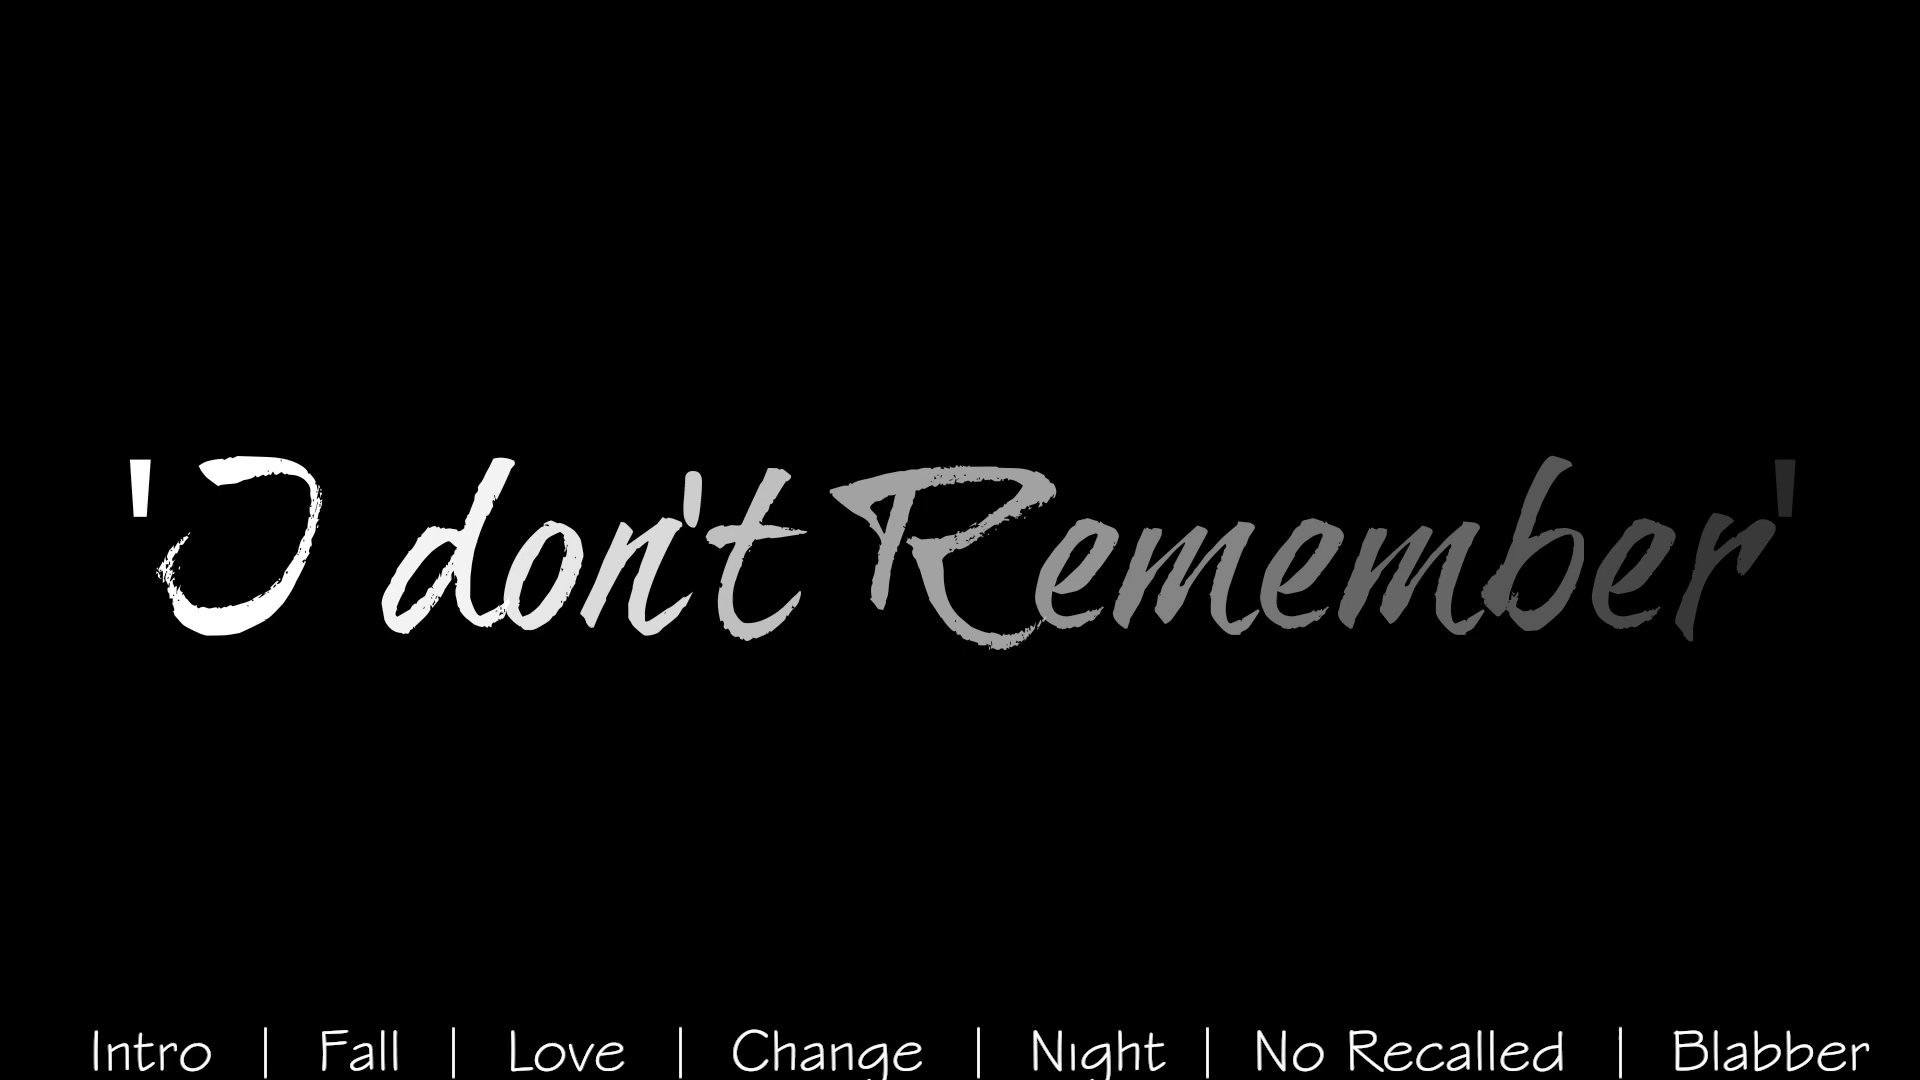 'I don't Remember'
Intro | Fall | Love | Change | Night | No Recalled | Blabber